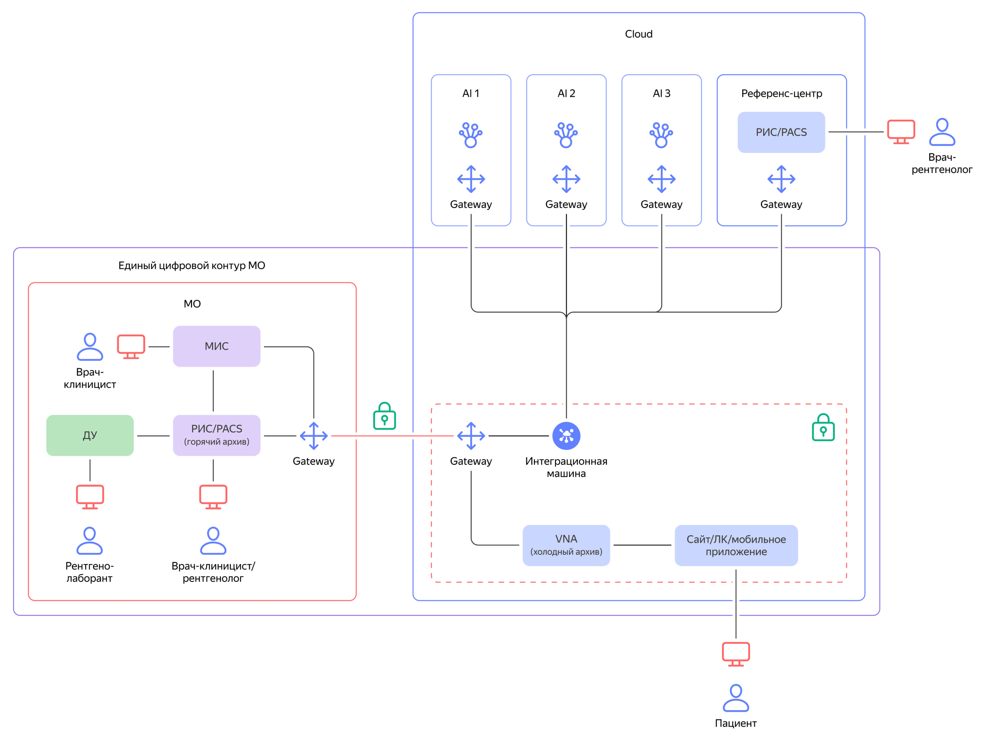 Cloud
AI 1
AI 2
AI 3
Референс-центр
РИС/PACS
Врач-
рентгенолог
Gateway
Gateway
Gateway
Gateway
Единый цифровой контур МО
МО
МИС
Врач-
клиницист
ДУ
РИС/PACS
(горячий архив)
Gateway
Gateway
Интеграционная
машина
VNA
(холодный архив)
Сайт/ЛК/мобильное
приложение
Рентгено-
лаборант
Врач-клиницист/
рентгенолог
Пациент